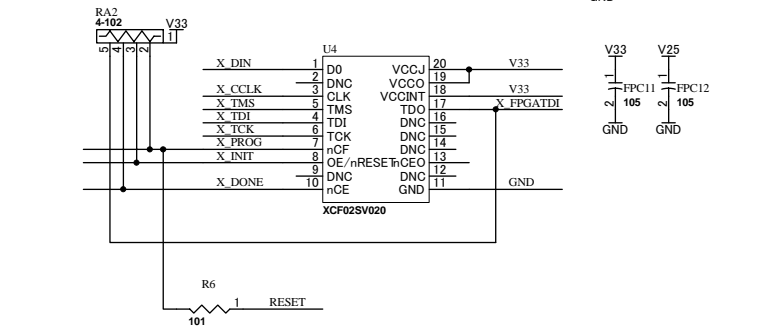 GND
RA2
4-102
V33
1
5
4
3
2
U4
X_DIN 1 D0 VCCJ 20 V33
2 DNC VCCO 19
X_CCLK 3 CLK VCCINT 18 V33
X_TMS 5 TMS TDO 17 X_FPGATDI
X_TDI 4 TDI DNC 16
X_TCK 6 TCK DNC 15
X_PROG 7 nCF DNC 14
X_INIT 8 OE/nRESET nCEO 13
9 DNC DNC 12
X_DONE 10 nCE GND 11 GND
XCF02SV020
V33 V25
1 1
FPC11 FPC12
2 105 2 105
GND GND
R6
1 RESET
101